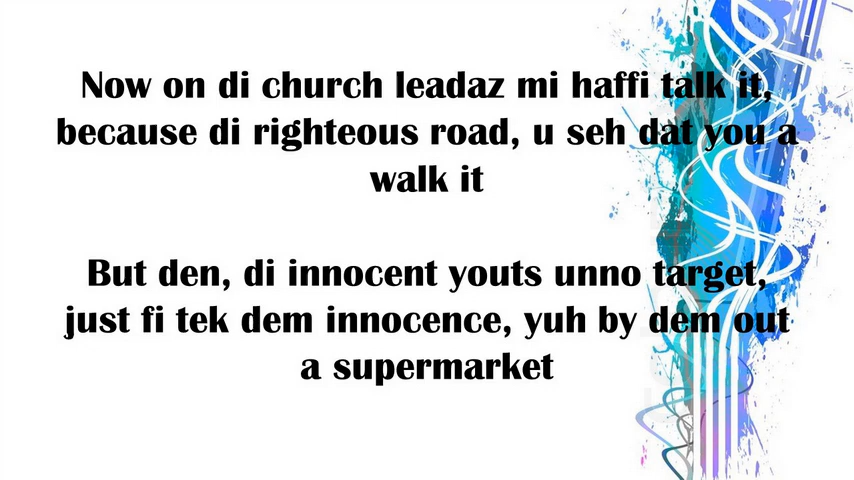 Now on di church leadaz mi haffi talk it,
because di righteous road, u seh dat you a
walk it
But den, di innocent youts unno target,
just fi tek dem innocence, yuh by dem out
a supermarket